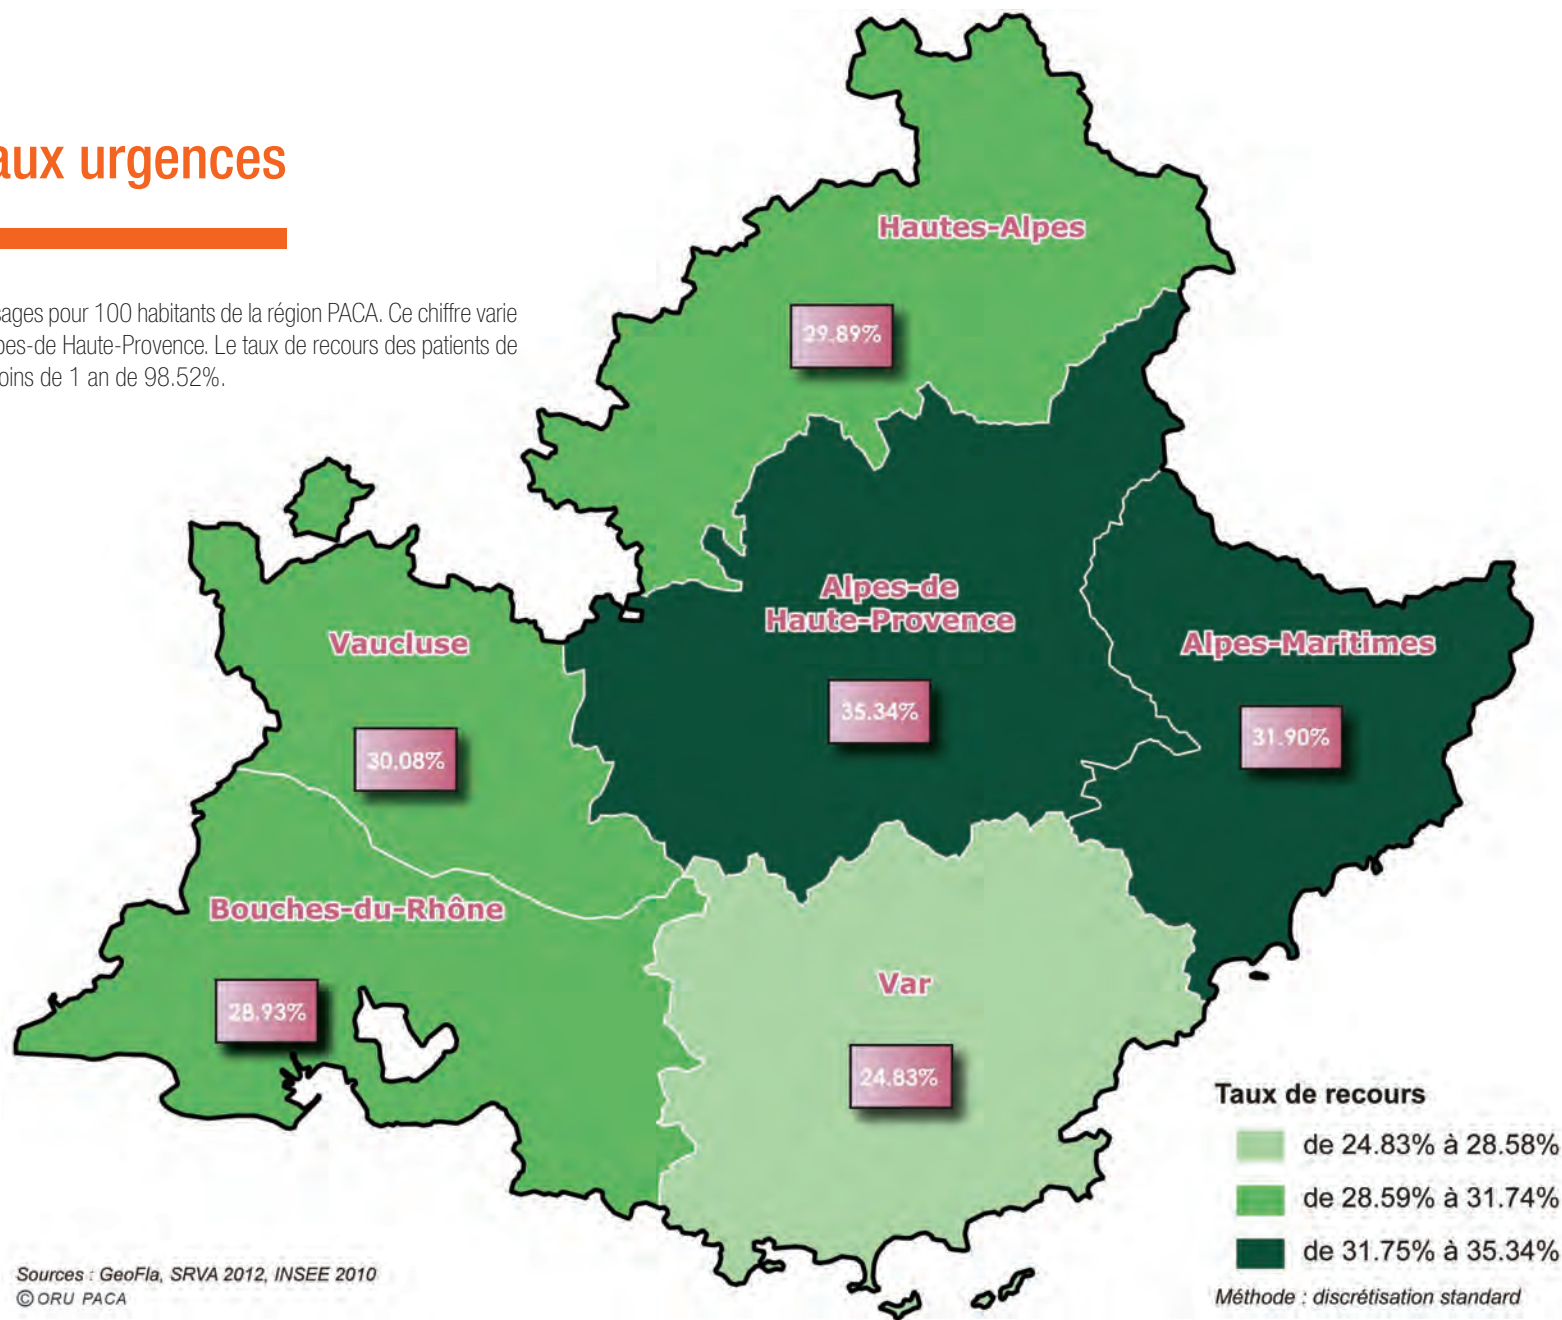 aux urgences
sages pour 100 habitants de la région PACA. Ce chiffre varie
pes-de Haute-Provence. Le taux de recours des patients de
oins de 1 an de 98.52%.
Hautes-Alpes
29.89%
Alpes-de
Haute-Provence
35.34%
Vaucluse
30.08%
Alpes-Maritimes
31.90%
Bouches-du-Rhône
28.93%
Var
24.83%
Taux de recours
de 24.83% à 28.58%
de 28.59% à 31.74%
de 31.75% à 35.34%
Méthode : discrétisation standard
Sources : GeoFla, SRVA 2012, INSEE 2010
© ORU PACA